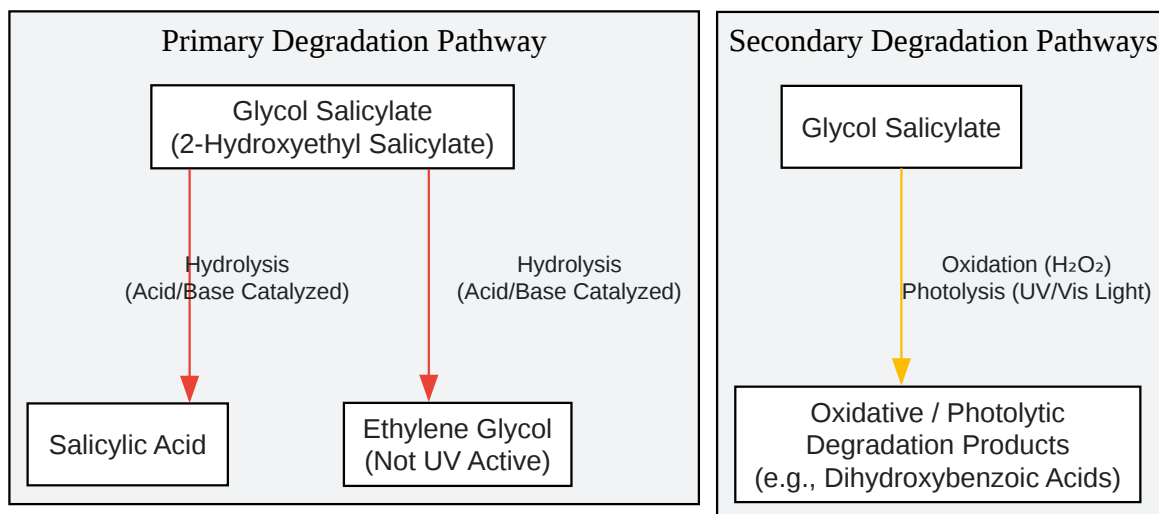 Primary Degradation Pathway
Glycol Salicylate
(2-Hydroxyethyl Salicylate)
Hydrolysis
(Acid/Base Catalyzed)
Hydrolysis
(Acid/Base Catalyzed)
Salicylic Acid
Ethylene Glycol
(Not UV Active)
Secondary Degradation Pathways
Glycol Salicylate
Oxidation (H₂O₂)
Photolysis (UV/Vis Light)
Oxidative / Photolytic
Degradation Products
(e.g., Dihydroxybenzoic Acids)